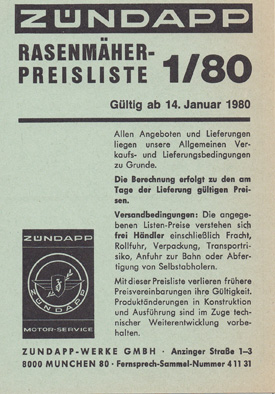 ZÜNDAPP
RASENMÄHER-
PREISLISTE 1/80
Gültig ab 14. Januar 1980
Allen Angeboten und Lieferungen
liegen unsere Allgemeinen Ver-
kaufs- und Lieferungsbedingungen
zu Grunde.
Die Berechnung erfolgt zu den am
Tage der Lieferung gültigen Prei-
sen.
Versandbedingungen: Die angege-
benen Listen-Preise verstehen sich
frei Händler einschließlich Fracht,
Rollfuhr, Verpackung, Transportri-
siko, Anfuhr zur Bahn oder Abfer-
tigung von Selbstabholern.
Mit dieser Preisliste verlieren frühere
Preisvereinbarungen ihre Gültigkeit.
Produktänderungen in Konstruktion
und Ausführung sind im Zuge tech-
nischer Weiterentwicklung vorbe-
halten.
ZÜNDAPP
ZÜNDAPP
MOTOR-SERVICE
ZUNDAPP-WERKE GMBH · Anzinger Straße 1–3
8000 MUNCHEN 80 · Fernsprech-Sammel-Nummer 41 1 31